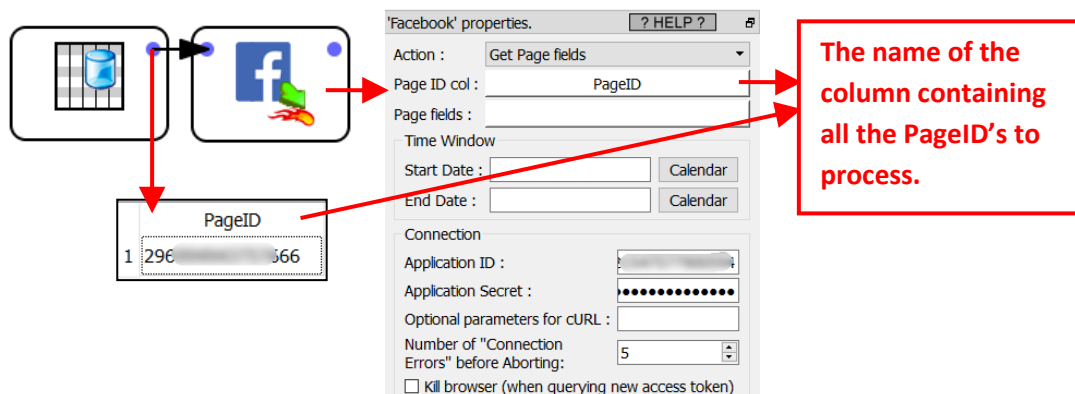 'Facebook' properties.
? HELP ?
Action :
Get Page fields
Page ID col :
PageID
Page fields :
Time Window
Start Date :
Calendar
End Date :
Calendar
Connection
Application ID :
Application Secret :
Optional parameters for cURL :
Number of "Connection
Errors" before Aborting:
5
Kill browser (when querying new access token)
The name of the
column containing
all the PageID's to
process.
PageID
1